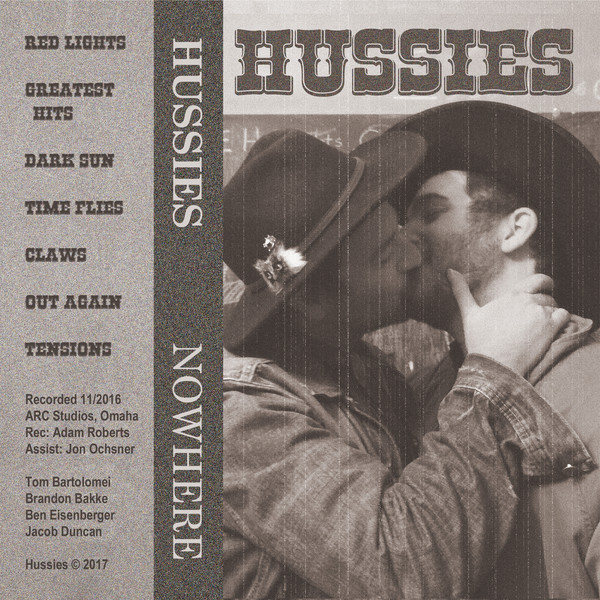 RED LIGHTS
GREATEST
HITS
DARK SUN
TIME FLIES
CLAWS
OUT AGAIN
TENSIONS
Recorded 11/2016
ARC Studios, Omaha
Rec: Adam Roberts
Assist: Jon Ochsner
Tom Bartolomei
Brandon Bakke
Ben Eisenberger
Jacob Duncan
Hussies © 2017
HUSSIES NOWHERE
HUSSIES